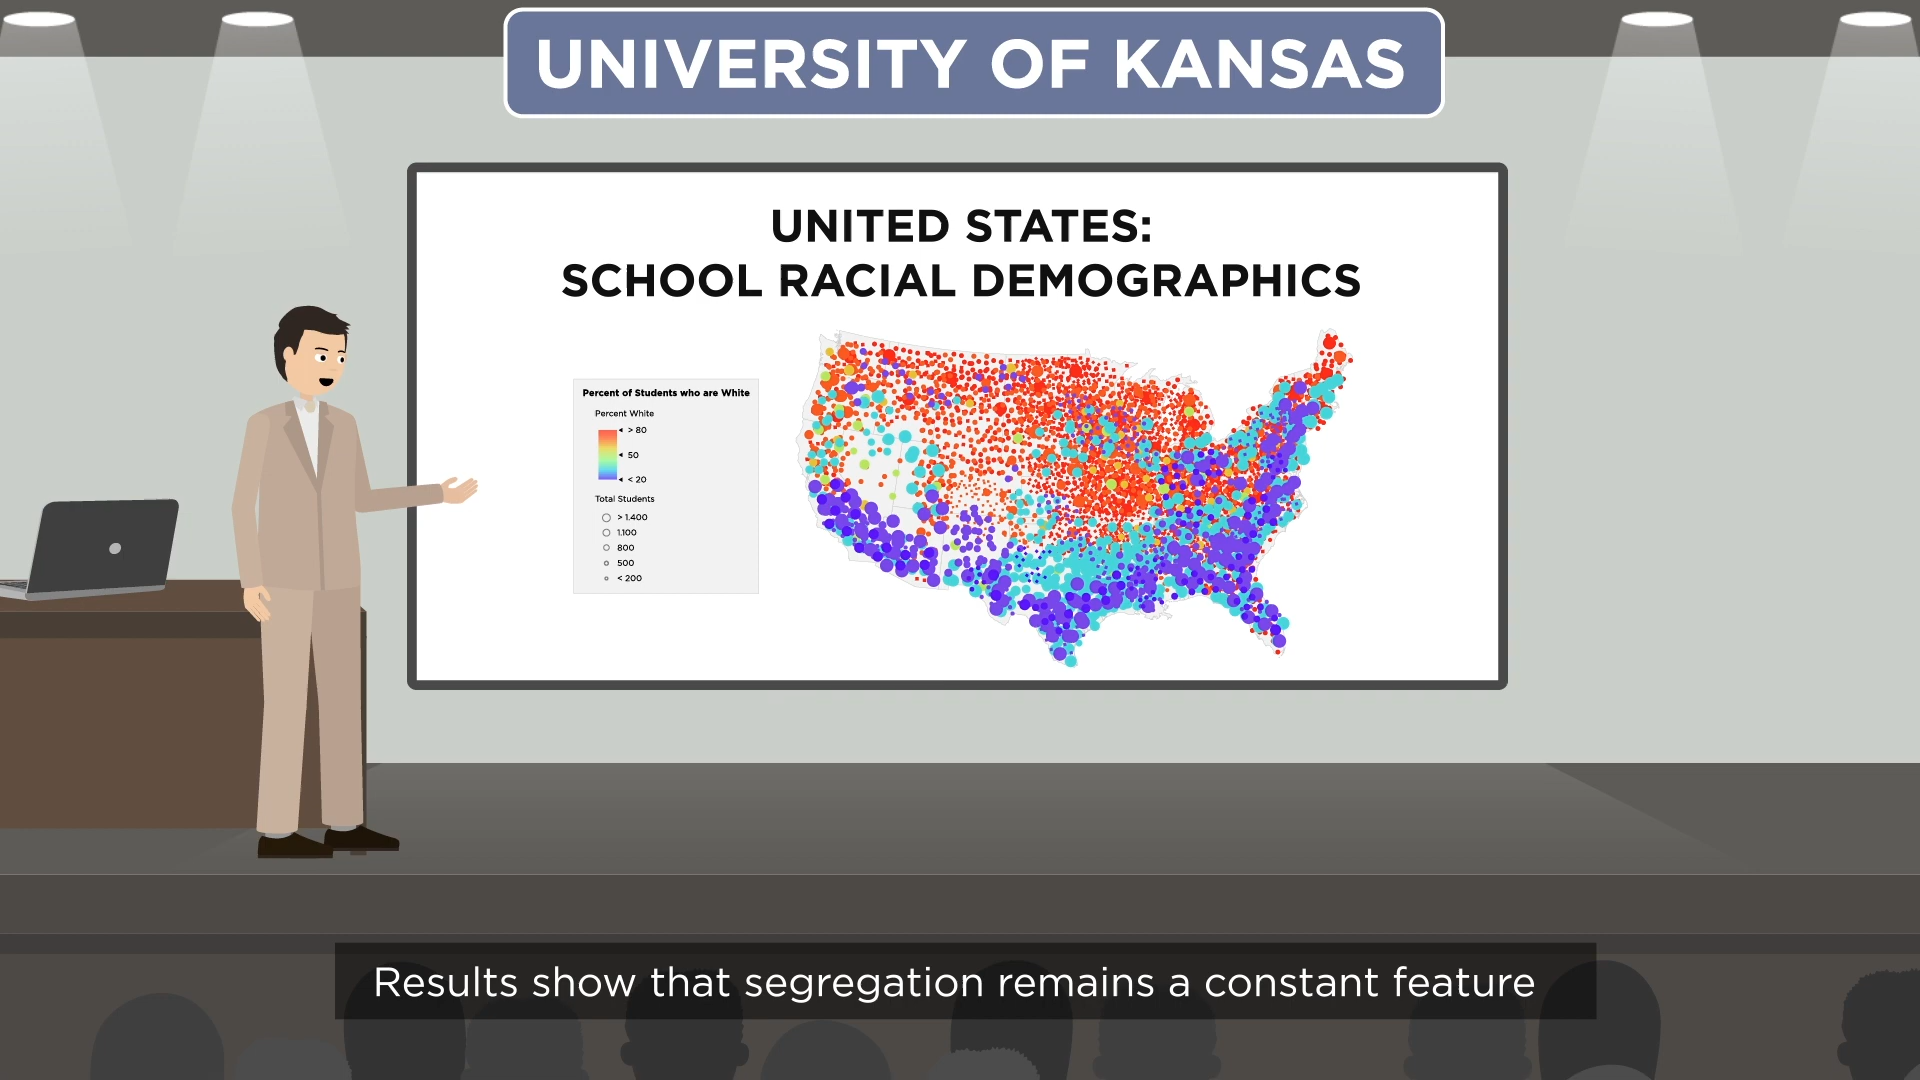 UNIVERSITY OF KANSAS
UNITED STATES:
SCHOOL RACIAL DEMOGRAPHICS
Percent of Students who are White
Percent White
> 80
50
< 20
Total Students
> 1.400
1.100
800
500
< 200
Results show that segregation remains a constant feature